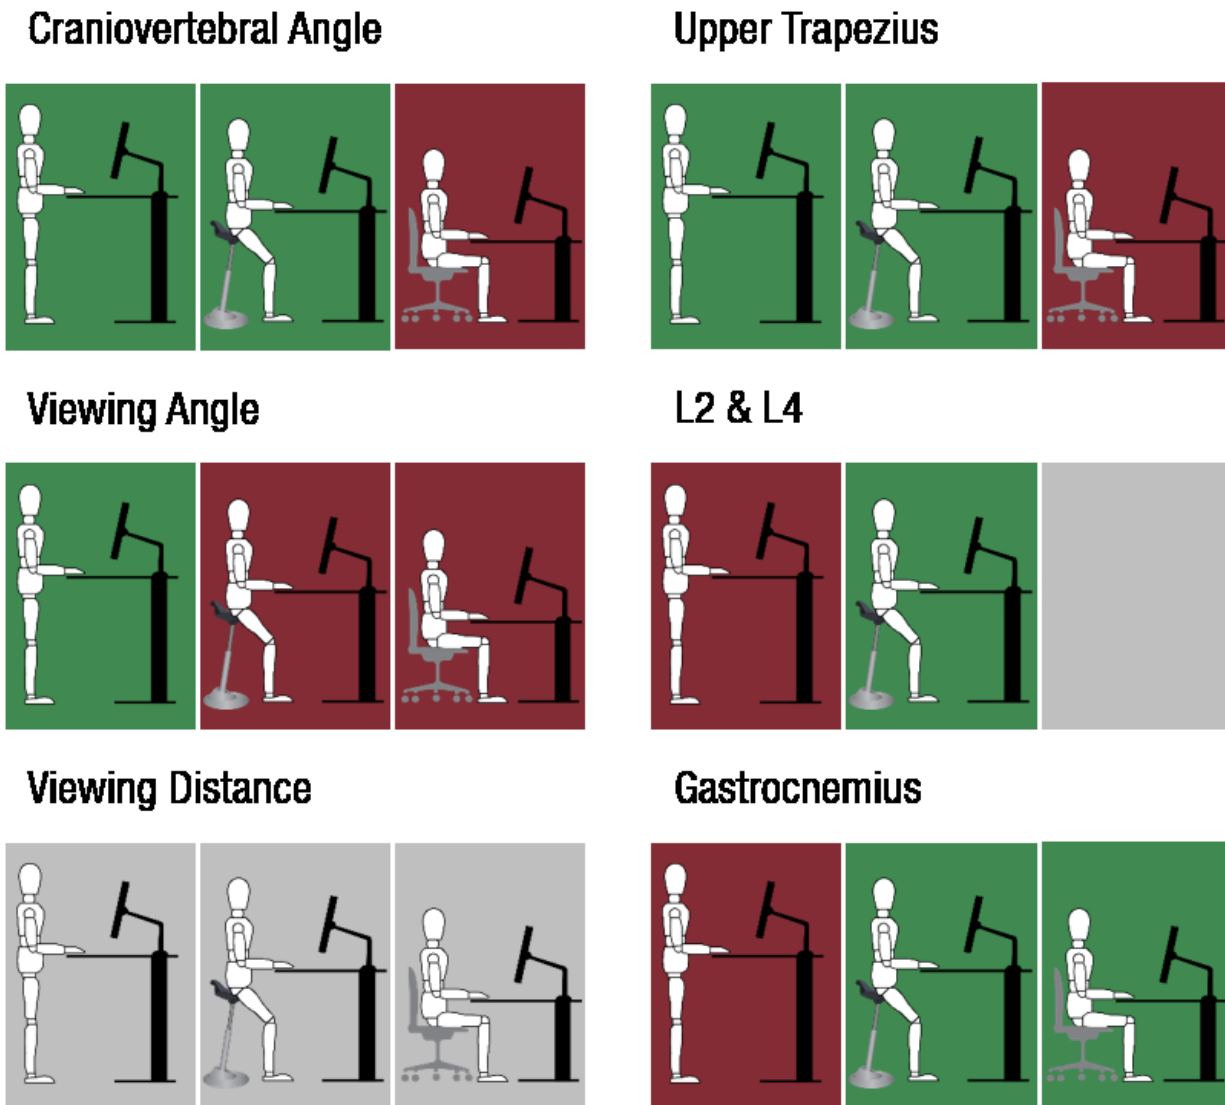 Craniovertebral Angle
Upper Trapezius
Viewing Angle
L2 & L4
Viewing Distance
Gastrocnemius